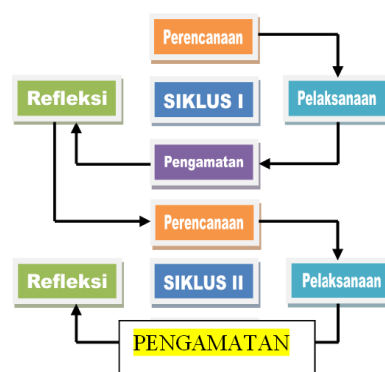 Perencanaan
Refleksi
SIKLUS I
Pelaksanaan
Pengamatan
Perencanaan
Refleksi
SIKLUS II
Pelaksanaan
PENGAMATAN